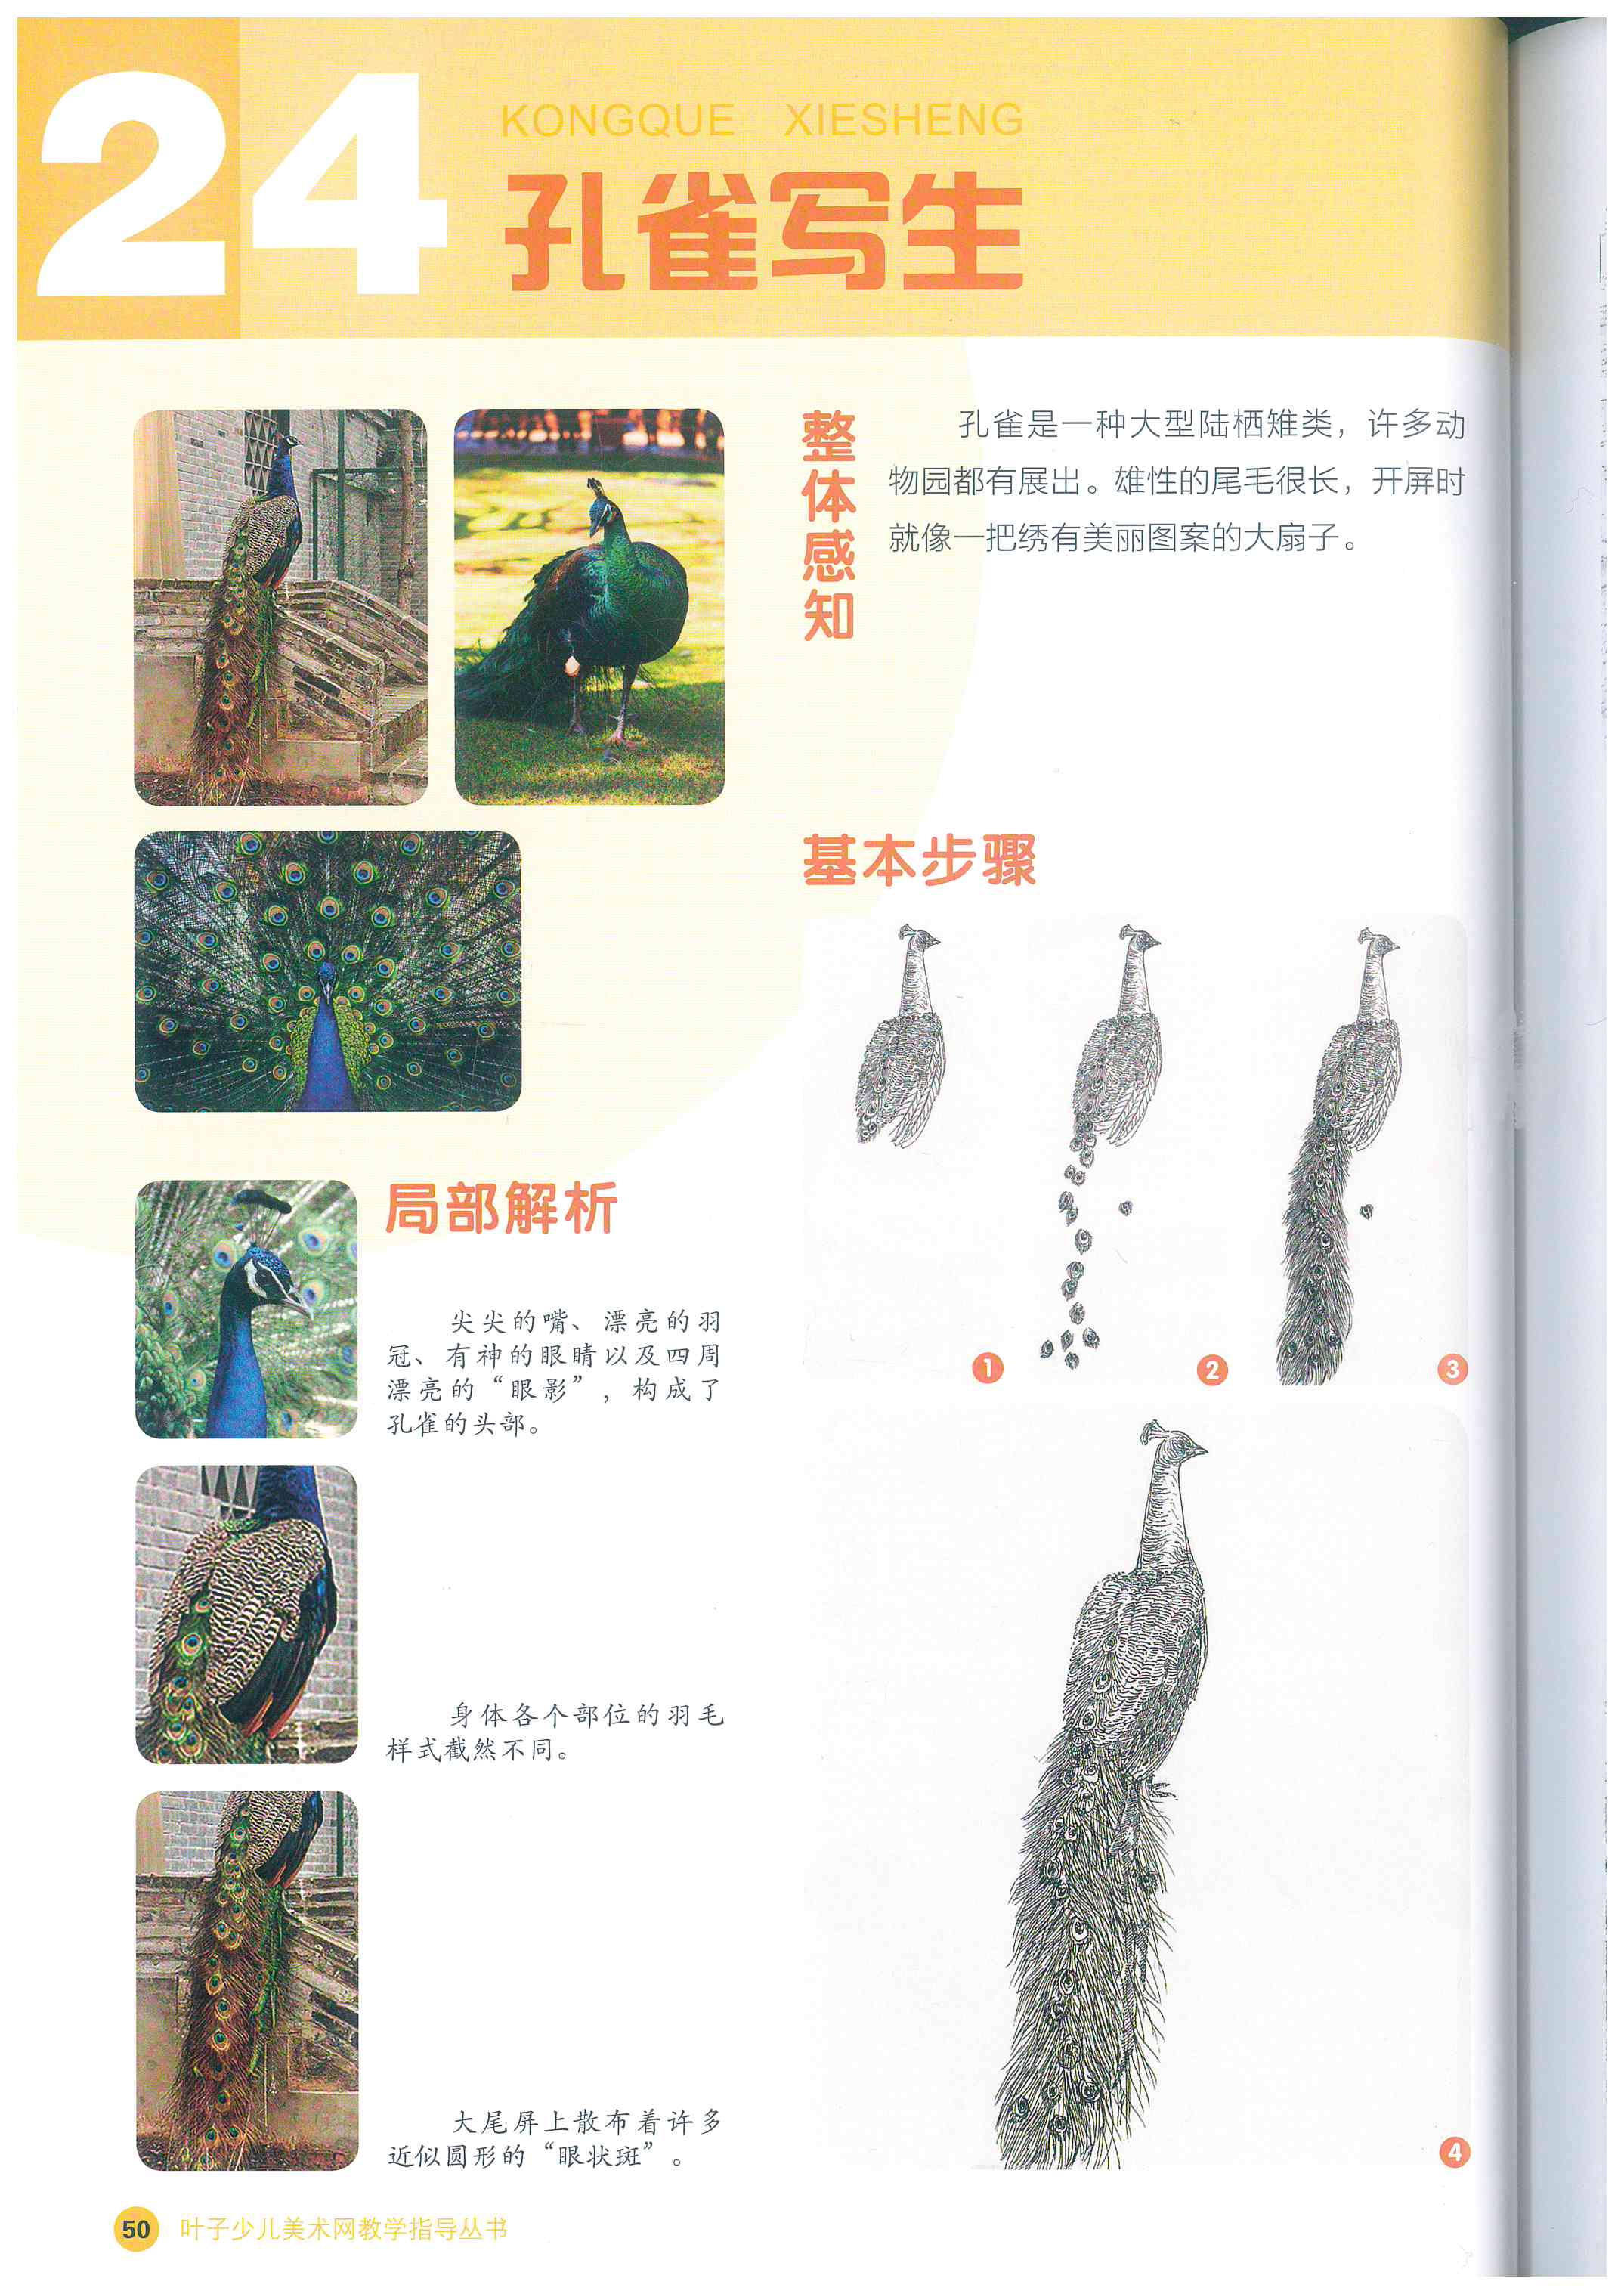 24
KONGQUE XIESHENG
孔雀写生
整体感知
孔雀是一种大型陆栖雉类，许多动
物园都有展出。雄性的尾毛很长，开屏时
就像一把绣有美丽图案的大扇子。
基本步骤
1
2
3
4
局部解析
尖尖的嘴、漂亮的羽
冠、有神的眼睛以及四周
漂亮的“眼影”，构成了
孔雀的头部。
身体各个部位的羽毛
样式截然不同。
大尾屏上散布着许多
近似圆形的“眼状斑”。
50 叶子少儿美术网教学指导丛书